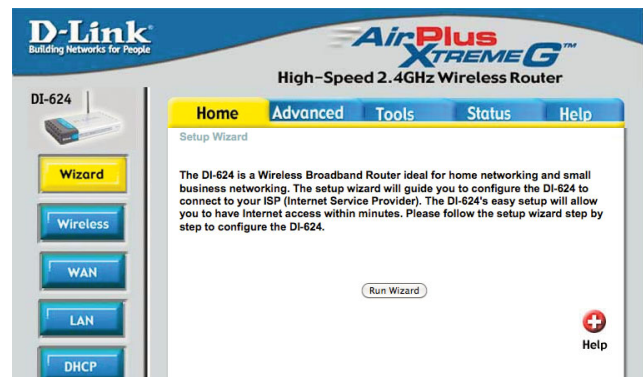 D-Link®
Building Networks for People
AirPlus
XTREME G™
High-Speed 2.4GHz Wireless Router
DI-624
Home Advanced Tools Status Help
Setup Wizard
Wizard
The DI-624 is a Wireless Broadband Router ideal for home networking and small
business networking. The setup wizard will guide you to configure the DI-624 to
connect to your ISP (Internet Service Provider). The DI-624's easy setup will allow
you to have Internet access within minutes. Please follow the setup wizard step by
step to configure the DI-624.
Wireless
WAN
Run Wizard
LAN
Help
DHCP